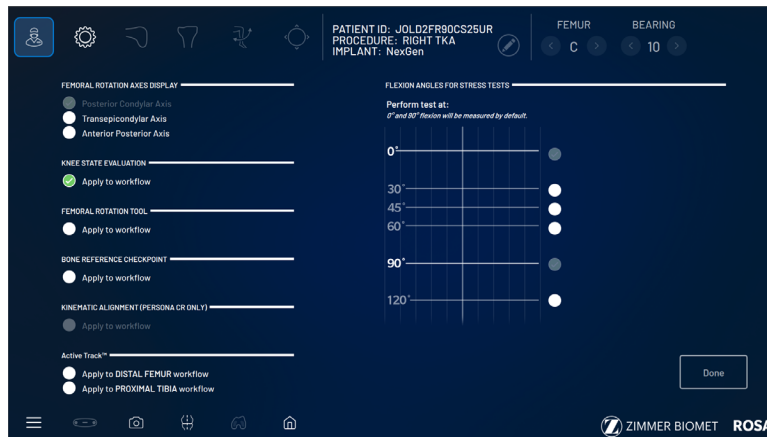 PATIENT ID: JOLD2FR90CS25UR
PROCEDURE: RIGHT TKA
IMPLANT: NexGen
FEMUR
C
BEARING
10
FEMORAL ROTATION AXES DISPLAY
Posterior Condylar Axis
Transepicondylar Axis
Anterior Posterior Axis
KNEE STATE EVALUATION
Apply to workflow
FEMORAL ROTATION TOOL
Apply to workflow
BONE REFERENCE CHECKPOINT
Apply to workflow
KINEMATIC ALIGNMENT (PERSONA CR ONLY)
Apply to workflow
Active Track™
Apply to DISTAL FEMUR workflow
Apply to PROXIMAL TIBIA workflow
FLEXION ANGLES FOR STRESS TESTS
Perform test at:
0° and 90° flexion will be measured by default.
0°
30°
45°
60°
90°
120°
Done
ZIMMER BIOMET